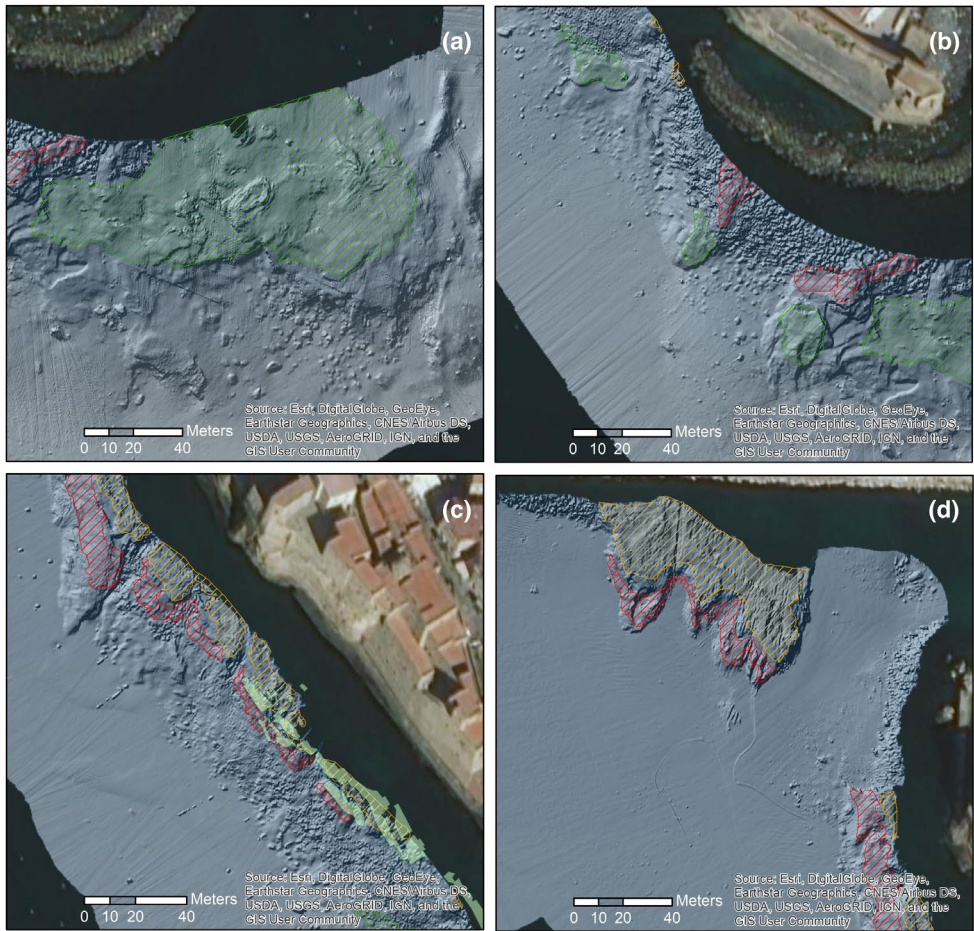 (a)
Source: Esri, DigitalGlobe, GeoEye,
Earthstar Geographics, CNES/Airbus DS,
USDA, USGS, AeroGRID, IGN, and the
GIS User Community
Meters
0 10 20 40
(b)
Source: Esri, DigitalGlobe, GeoEye,
Earthstar Geographics, CNES/Airbus DS,
USDA, USGS, AeroGRID, IGN, and the
GIS User Community
Meters
0 10 20 40
(c)
Source: Esri, DigitalGlobe, GeoEye,
Earthstar Geographics, CNES/Airbus DS,
USDA, USGS, AeroGRID, IGN, and the
GIS User Community
Meters
0 10 20 40
(d)
Source: Esri, DigitalGlobe, GeoEye,
Earthstar Geographics, CNES/Airbus DS,
USDA, USGS, AeroGRID, IGN, and the
GIS User Community
Meters
0 10 20 40